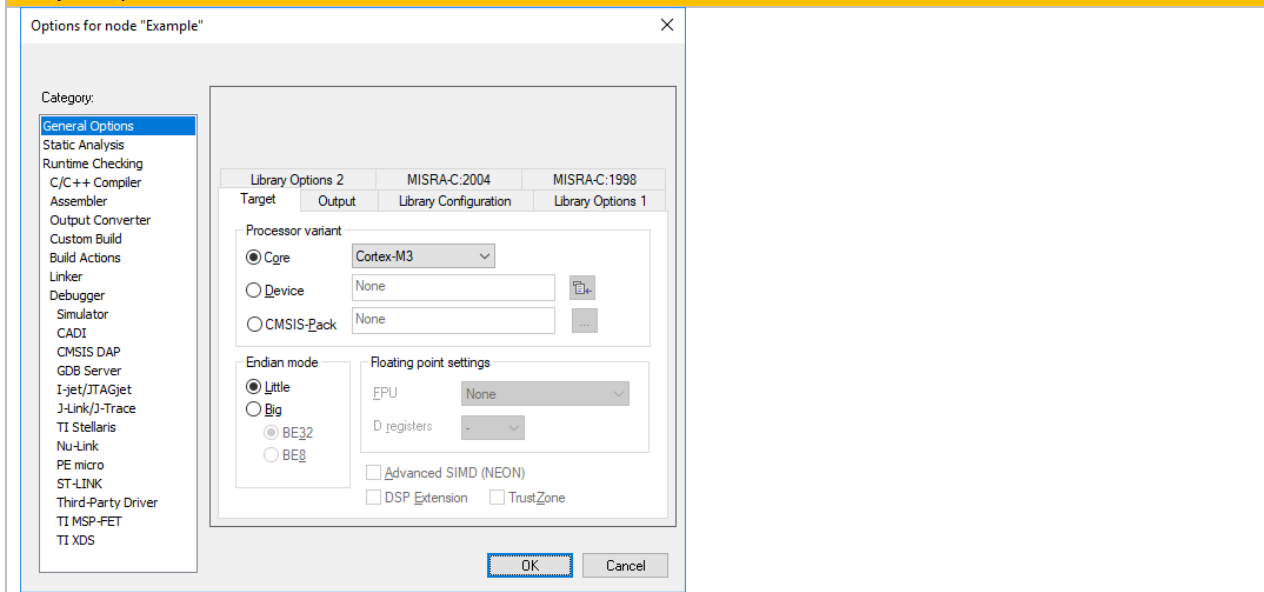 Options for node "Example"
Category:
General Options
Static Analysis
Runtime Checking
C/C++ Compiler
Assembler
Output Converter
Custom Build
Build Actions
Linker
Debugger
Simulator
CADI
CMSIS DAP
GDB Server
I-jet/JTAGjet
J-Link/J-Trace
TI Stellaris
Nu-Link
PE micro
ST-LINK
Third-Party Driver
TI MSP-FET
TI XDS
Library Options 2 MISRA-C:2004 MISRA-C:1998
Target Output Library Configuration Library Options 1
Processor variant
Core Cortex-M3
Device None
CMSIS-Pack None ...
Endian mode
Little
Big
BE32
BE8
Floating point settings
FPU None
D registers -
Advanced SIMD (NEON)
DSP Extension TrustZone
OK Cancel